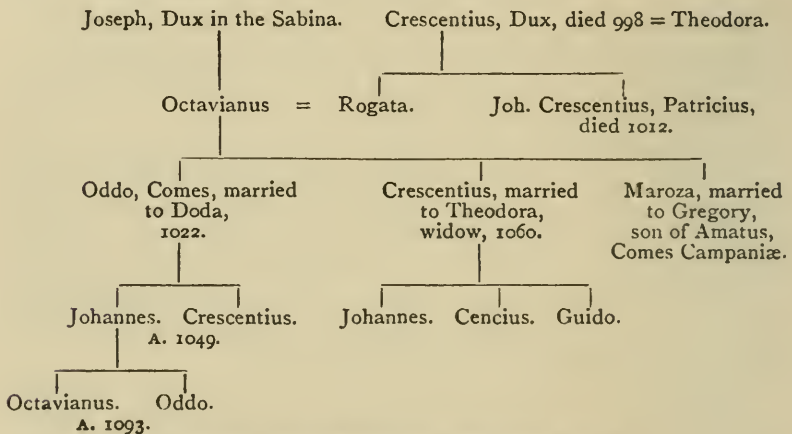 Joseph, Dux in the Sabina. Crescentius, Dux, died 998 = Theodora.
Octavianus = Rogata. Joh. Crescentius, Patricius,
died 1012.
Oddo, Comes, married
to Doda,
1022.
Crescentius, married
to Theodora,
widow, 1060.
Maroza, married
to Gregory,
son of Amatus,
Comes Campaniæ.
Johannes. Crescentius.
A. 1049.
Johannes. Cencius. Guido.
Octavianus. Oddo.
A. 1093.